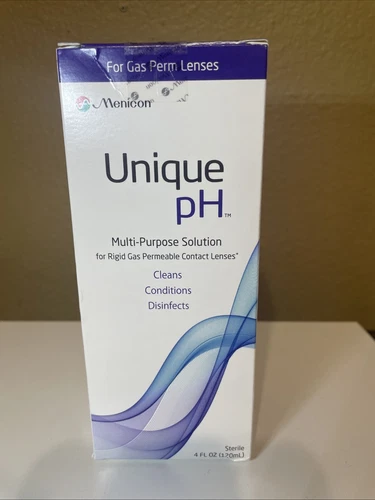 For Gas Perm Lenses
Menicon
Unique
pH™
Multi-Purpose Solution
for Rigid Gas Permeable Contact Lenses*
Cleans
Conditions
Disinfects
Sterile
4 FL OZ (120mL)